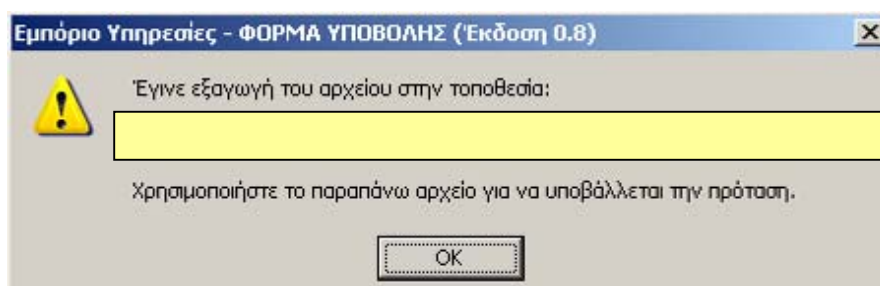 Εμπόριο Υπηρεσίες - ΦΟΡΜΑ ΥΠΟΒΟΛΗΣ (Έκδοση 0.8)
Έγινε εξαγωγή του αρχείου στην τοποθεσία:
Χρησιμοποιήστε το παραπάνω αρχείο για να υποβάλλεται την πρόταση.
OK